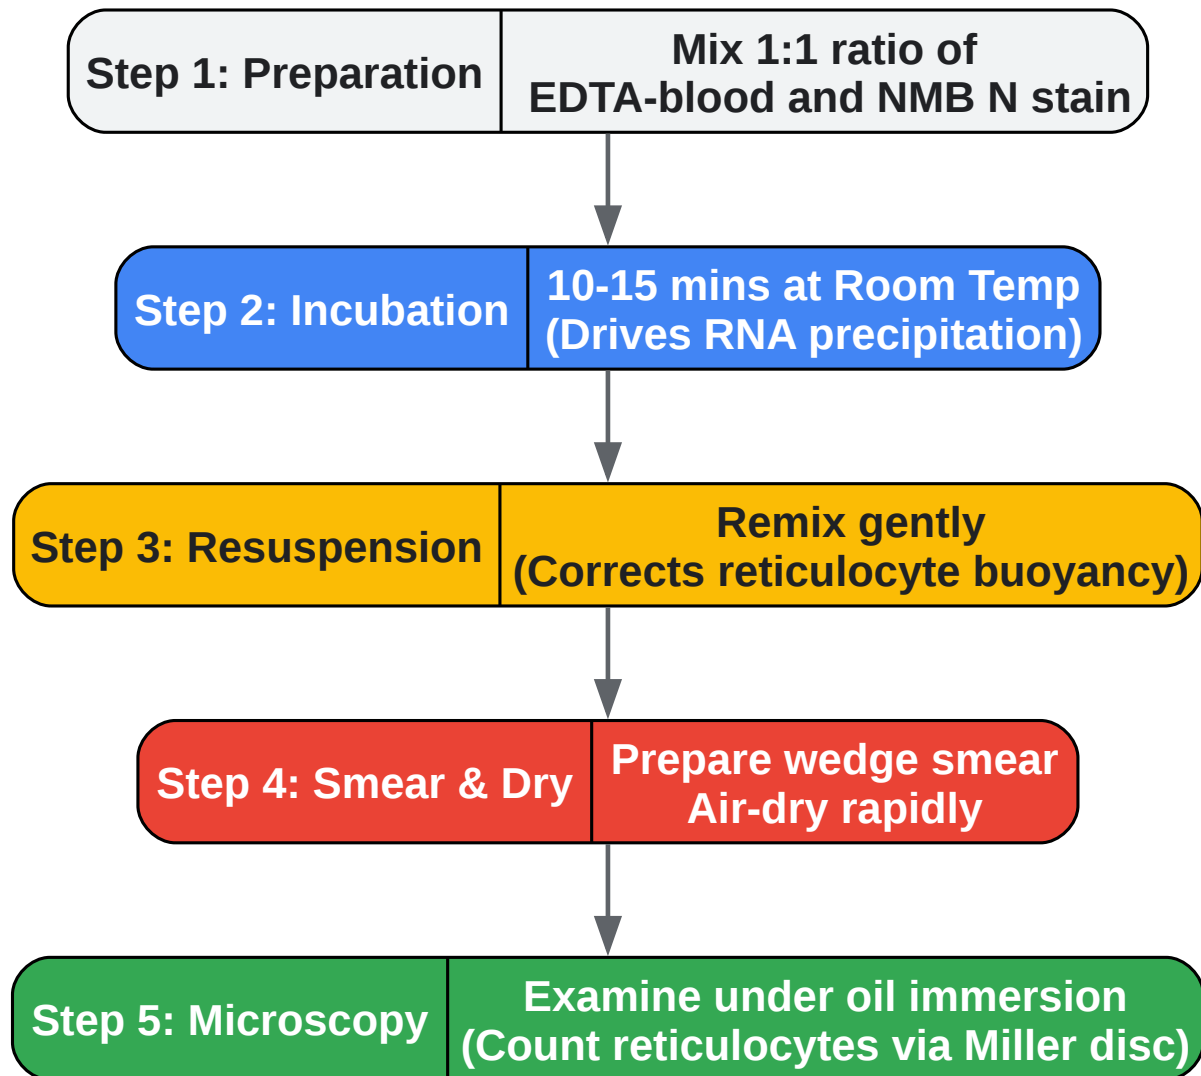 Step 1: Preparation
Mix 1:1 ratio of
EDTA-blood and NMB N stain
Step 2: Incubation
10-15 mins at Room Temp
(Drives RNA precipitation)
Step 3: Resuspension
Remix gently
(Corrects reticulocyte buoyancy)
Step 4: Smear & Dry
Prepare wedge smear
Air-dry rapidly
Step 5: Microscopy
Examine under oil immersion
(Count reticulocytes via Miller disc)